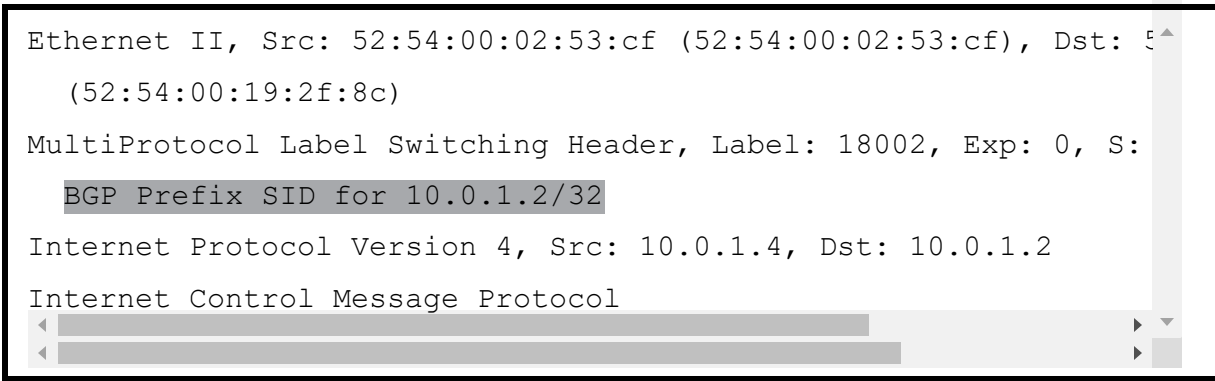 Ethernet II, Src: 52:54:00:02:53:cf (52:54:00:02:53:cf), Dst:
(52:54:00:19:2f:8c)
MultiProtocol Label Switching Header, Label: 18002, Exp: 0, S:
BGP Prefix SID for 10.0.1.2/32
Internet Protocol Version 4, Src: 10.0.1.4, Dst: 10.0.1.2
Internet Control Message Protocol